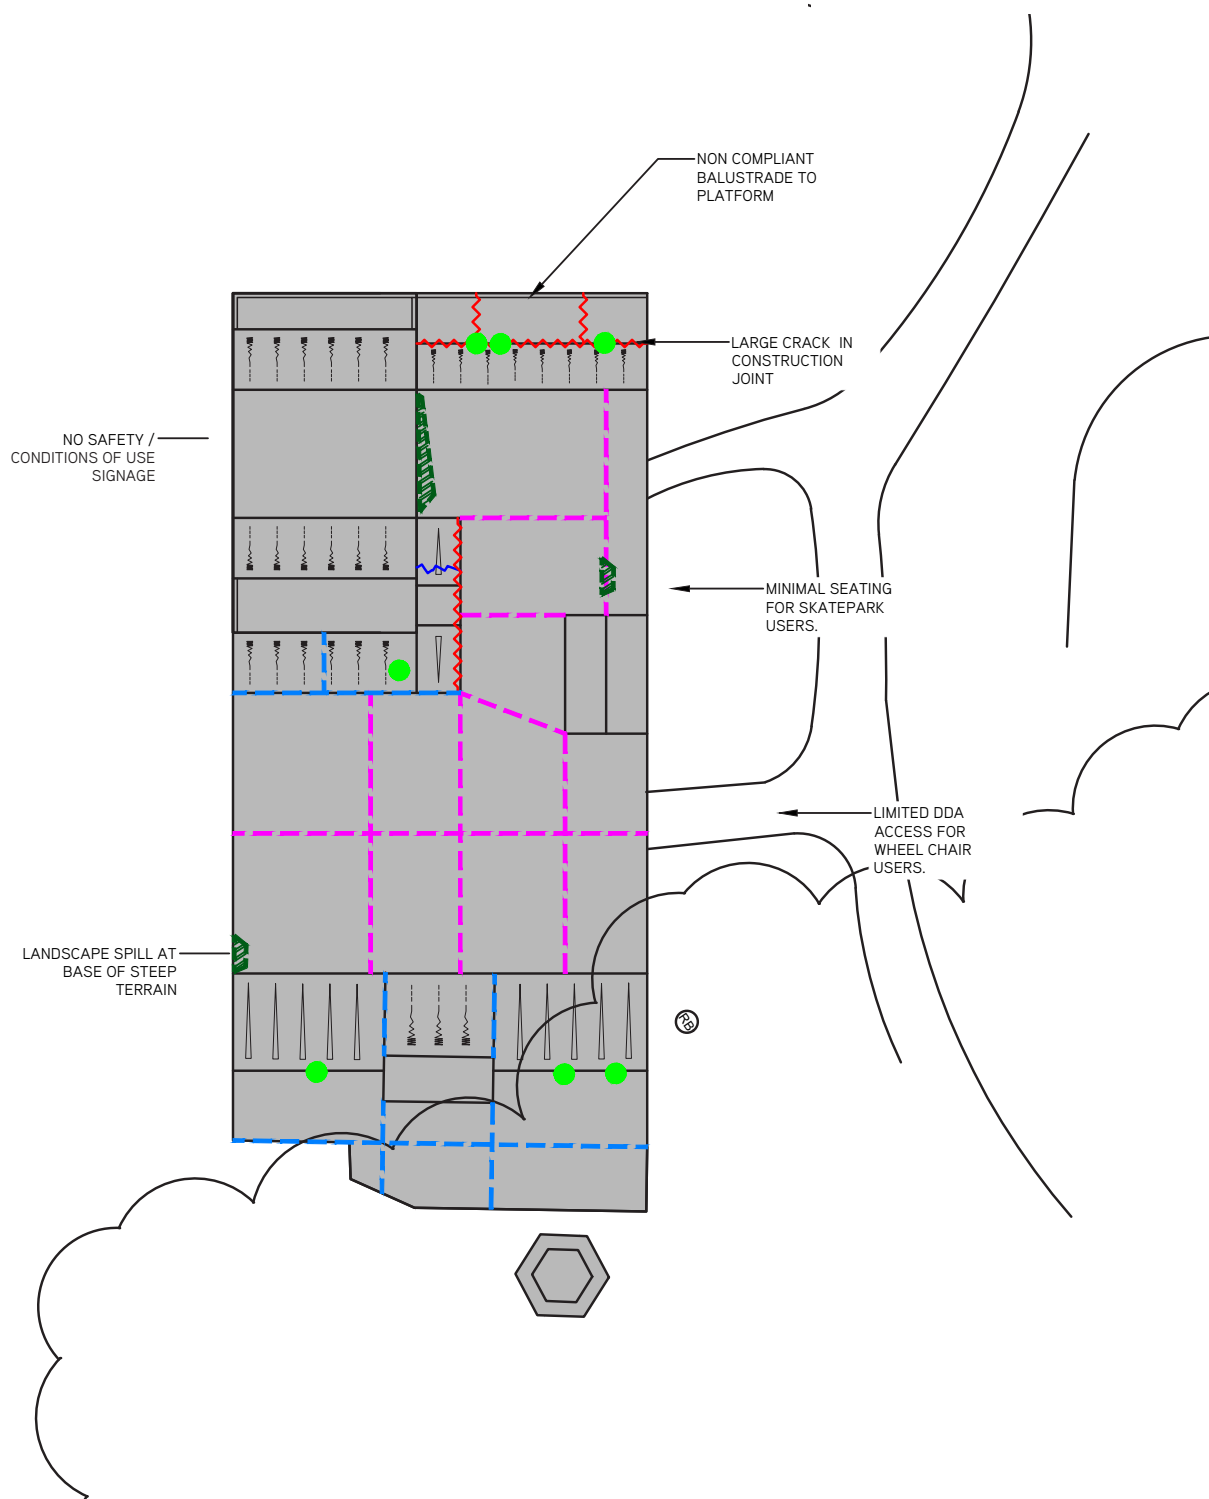 NON COMPLIANT
BALUSTRADE TO
PLATFORM
LARGE CRACK IN
CONSTRUCTION
JOINT
NO SAFETY /
CONDITIONS OF USE
SIGNAGE
MINIMAL SEATING
FOR SKATEPARK
USERS.
LIMITED DDA
ACCESS FOR
WHEEL CHAIR
USERS.
LANDSCAPE SPILL AT
BASE OF STEEP
TERRAIN
RB